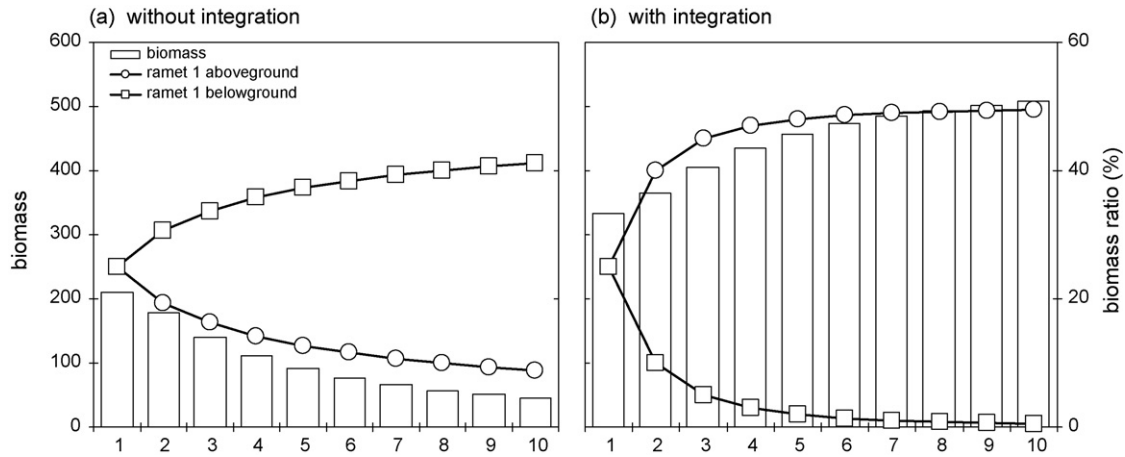 (a) without integration
(b) with integration
600
500
400
300
200
100
0
biomass
biomass
ramet 1 aboveground
ramet 1 belowground
1 2 3 4 5 6 7 8 9 10
1 2 3 4 5 6 7 8 9 10
60
40
20
0
biomass ratio (%)